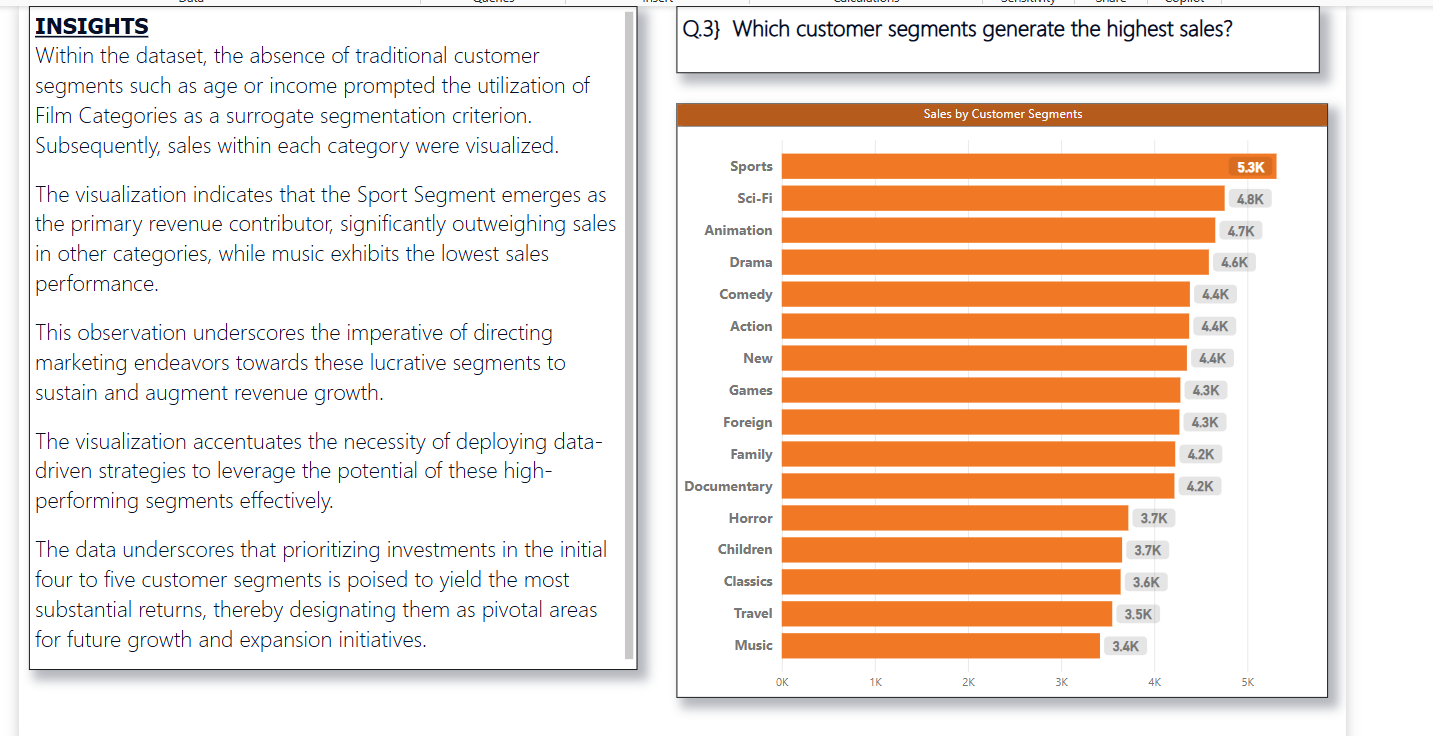 INSIGHTS
Within the dataset, the absence of traditional customer
segments such as age or income prompted the utilization of
Film Categories as a surrogate segmentation criterion.
Subsequently, sales within each category were visualized.
The visualization indicates that the Sport Segment emerges as
the primary revenue contributor, significantly outweighing sales
in other categories, while music exhibits the lowest sales
performance.
This observation underscores the imperative of directing
marketing endeavors towards these lucrative segments to
sustain and augment revenue growth.
The visualization accentuates the necessity of deploying data-
driven strategies to leverage the potential of these high-
performing segments effectively.
The data underscores that prioritizing investments in the initial
four to five customer segments is poised to yield the most
substantial returns, thereby designating them as pivotal areas
for future growth and expansion initiatives.
Q.3} Which customer segments generate the highest sales?
Sales by Customer Segments
Sports 5.3K
Sci-Fi 4.8K
Animation 4.7K
Drama 4.6K
Comedy 4.4K
Action 4.4K
New 4.4K
Games 4.3K
Foreign 4.3K
Family 4.2K
Documentary 4.2K
Horror 3.7K
Children 3.7K
Classics 3.6K
Travel 3.5K
Music 3.4K
0K 1K 2K 3K 4K 5K